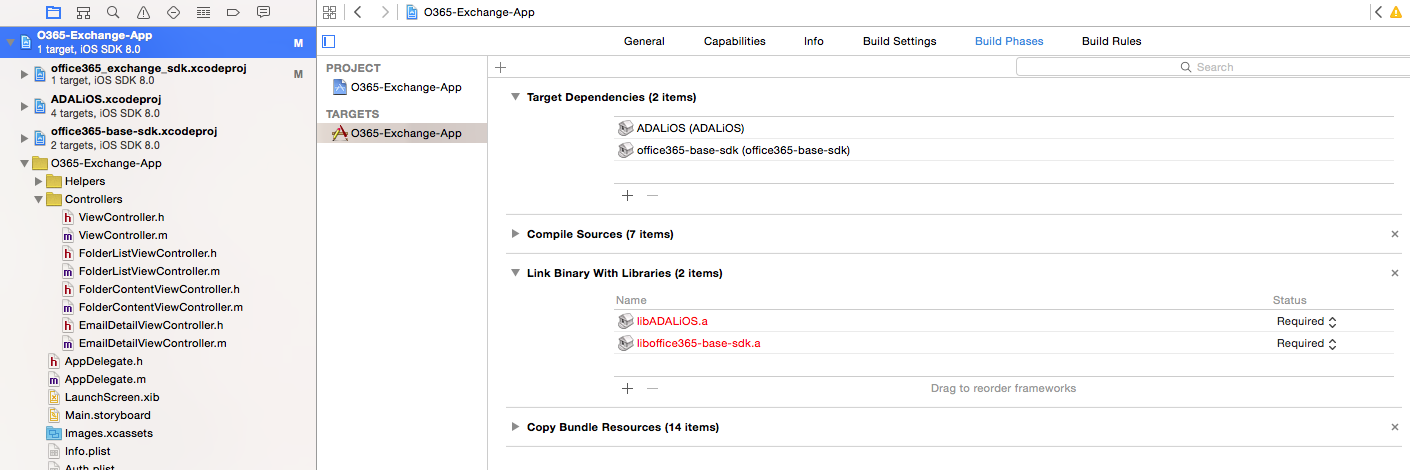 O365-Exchange-App
O365-Exchange-App
1 target, iOS SDK 8.0
M
office365_exchange_sdk.xcodeproj
1 target, iOS SDK 8.0
M
ADALiOS.xcodeproj
4 targets, iOS SDK 8.0
office365-base-sdk.xcodeproj
2 targets, iOS SDK 8.0
O365-Exchange-App
Helpers
Controllers
ViewController.h
ViewController.m
FolderListViewController.h
FolderListViewController.m
FolderContentViewController.h
FolderContentViewController.m
EmailDetailViewController.h
EmailDetailViewController.m
AppDelegate.h
AppDelegate.m
LaunchScreen.xib
Main.storyboard
Images.xcassets
Info.plist
Auth.plist
General Capabilities Info Build Settings Build Phases Build Rules
PROJECT
O365-Exchange-App
TARGETS
O365-Exchange-App
Search
Target Dependencies (2 items)
ADALiOS (ADALiOS)
office365-base-sdk (office365-base-sdk)
Compile Sources (7 items)
Link Binary With Libraries (2 items)
Name Status
libADALiOS.a Required
liboffice365-base-sdk.a Required
Drag to reorder frameworks
Copy Bundle Resources (14 items)